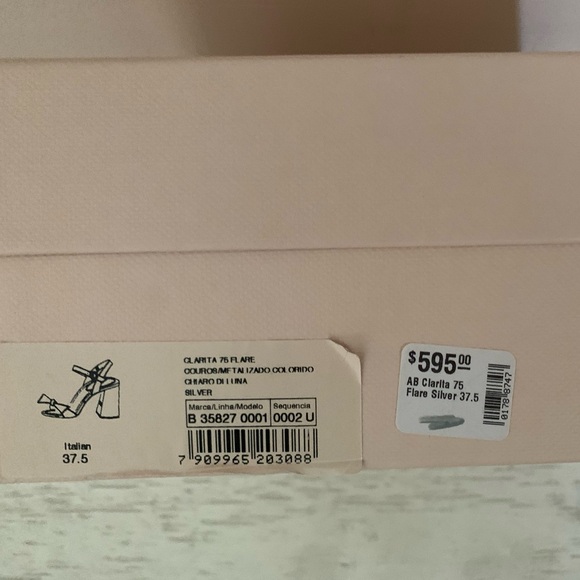 CLARITA 75 FLARE
COUROS/METALIZADO COLORIDO
CHIARO DI LUNA
SILVER
Marca/Linha/Modelo Sequencia
B 35827 0001 0002 U
7 909965 203088
Italian
37.5
$595.00
AB Clarita 75
Flare Silver 37.5
01788747